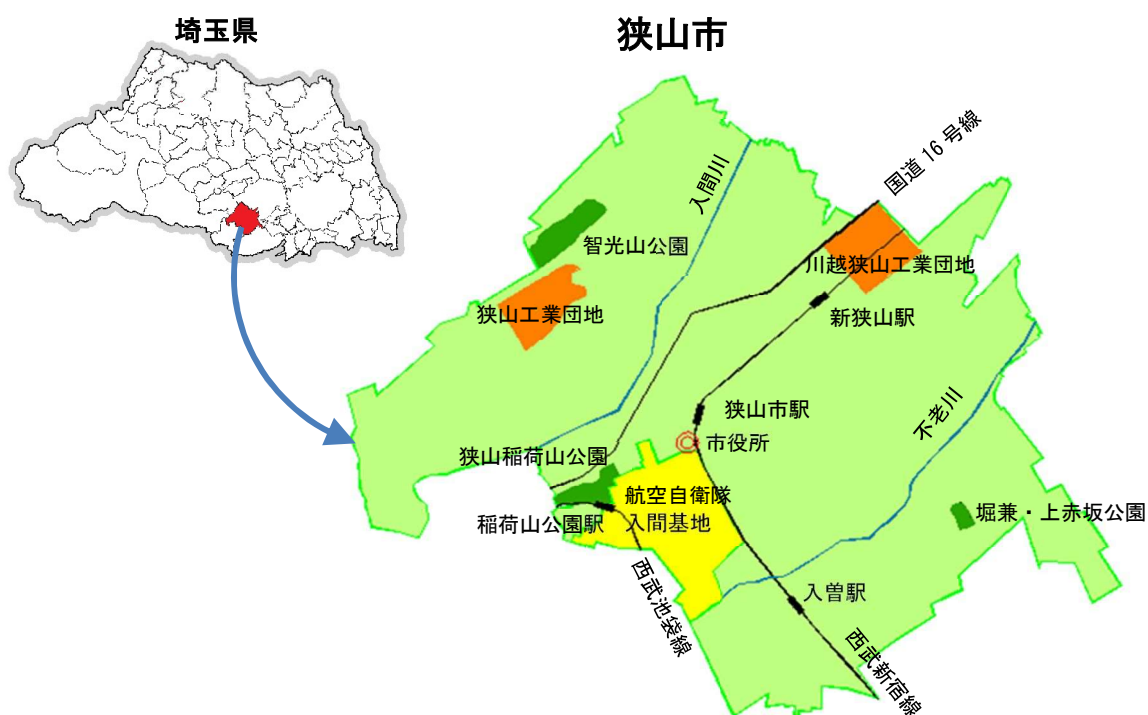 埼玉県
狭山市
国道 16 号線
入間川
智光山公園
川越狭山工業団地
狭山工業団地
新狭山駅
狭山市駅
不老川
市役所
狭山稲荷山公園
航空自衛隊
入間基地
稲荷山公園駅
堀兼・上赤坂公園
西武池袋線
入曽駅
西武新宿線